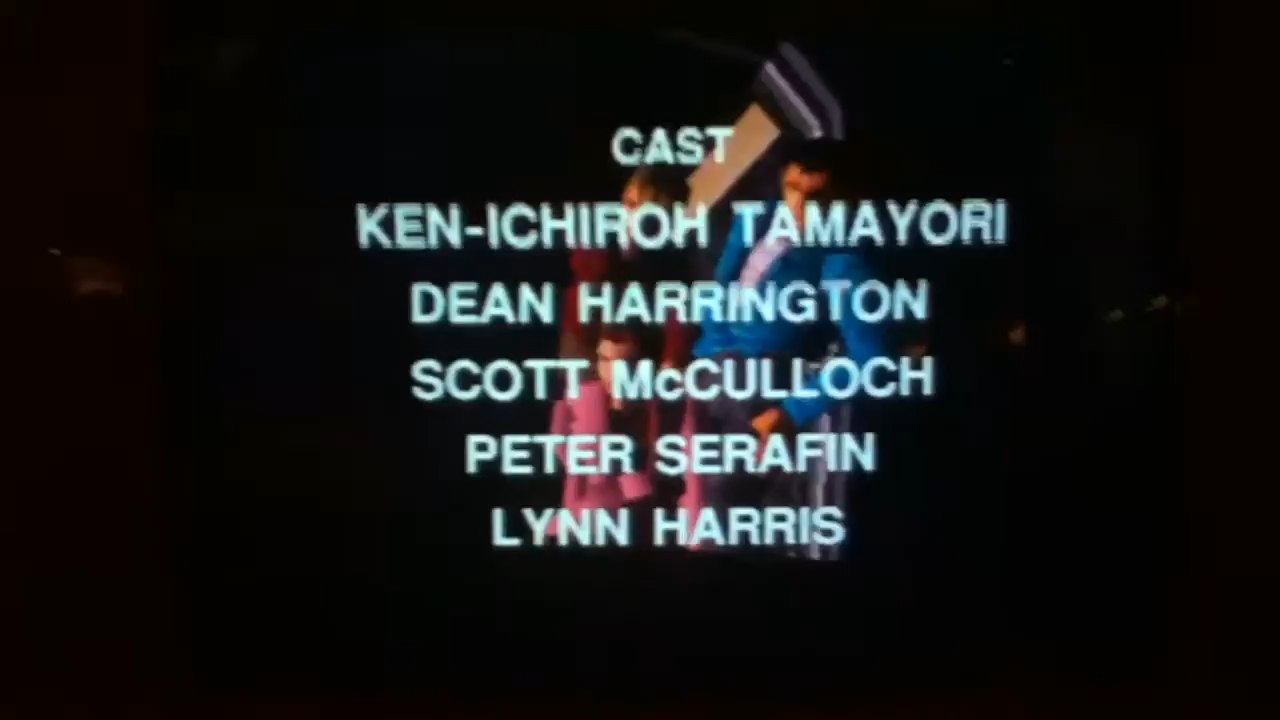 CAST
KEN-ICHIROH TAMAYORI
DEAN HARRINGTON
SCOTT McCULLOCH
PETER SERAFIN
LYNN HARRIS